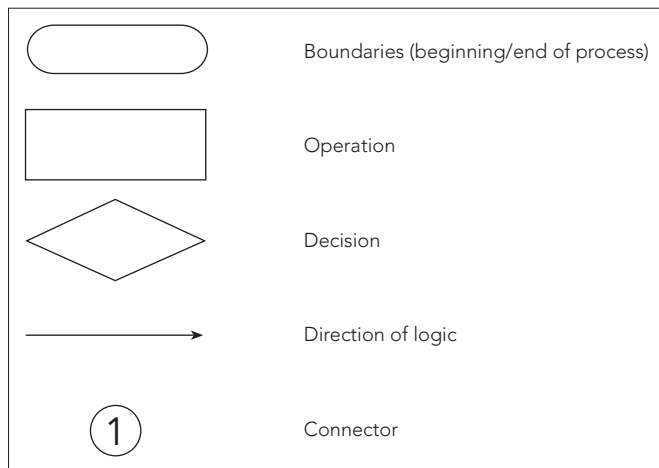 Boundaries (beginning/end of process)
Operation
Decision
Direction of logic
1
Connector